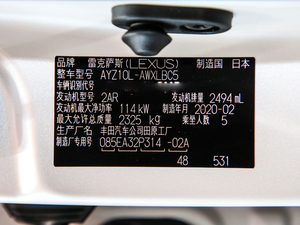 品牌 雷克萨斯(LEXUS) 制造国 日本
整车型号 AYZ10L-AWXLBC5
车辆识别代号
发动机型号 2AR 发动机排量 2494 mL
发动机最大净功率 114 kW 制造年月 2020-02
最大允许总质量 2325 kg 乘坐人数 5
生产厂名 丰田汽车公司田原工厂
制造厂专用号 085EA32P314 -02A
48 531